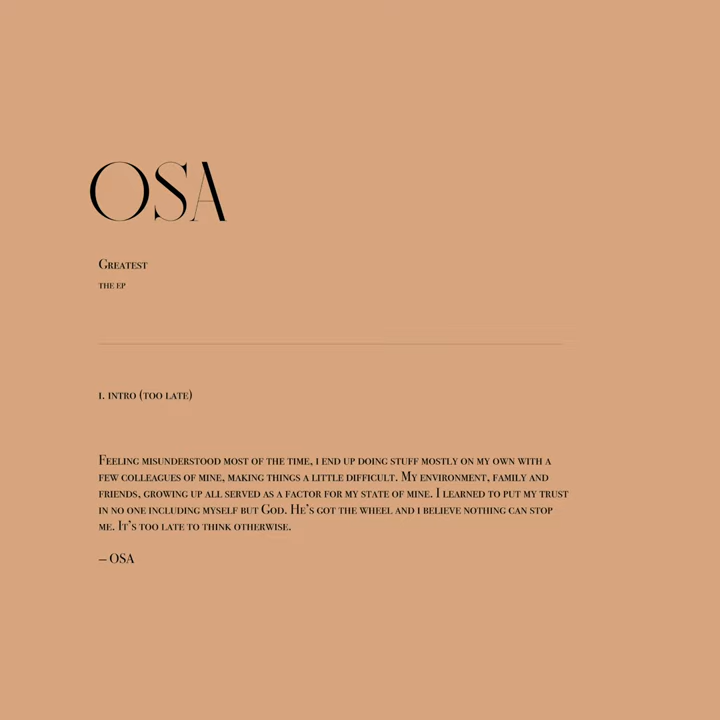 OSA
Greatest
the EP
1. intro (too late)
Feeling misunderstood most of the time, i end up doing stuff mostly on my own with a
few colleagues of mine, making things a little difficult. My environment, family and
friends, growing up all served as a factor for my state of mine. I learned to put my trust
in no one including myself but God. He's got the wheel and i believe nothing can stop
me. It's too late to think otherwise.
– OSA